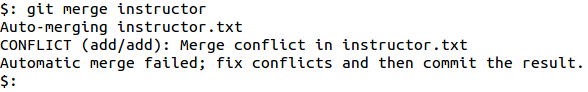 $: git merge instructor
Auto-merging instructor.txt
CONFLICT (add/add): Merge conflict in instructor.txt
Automatic merge failed; fix conflicts and then commit the result.
$: